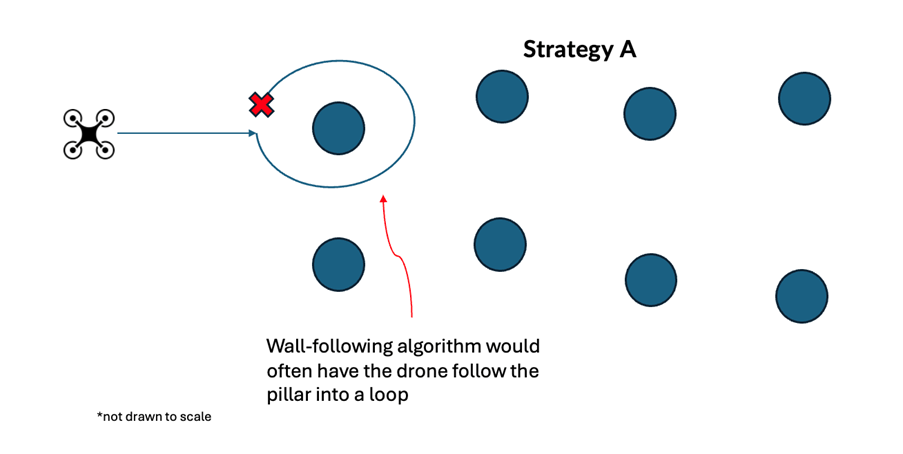 Strategy A
Wall-following algorithm would
often have the drone follow the
pillar into a loop
*not drawn to scale